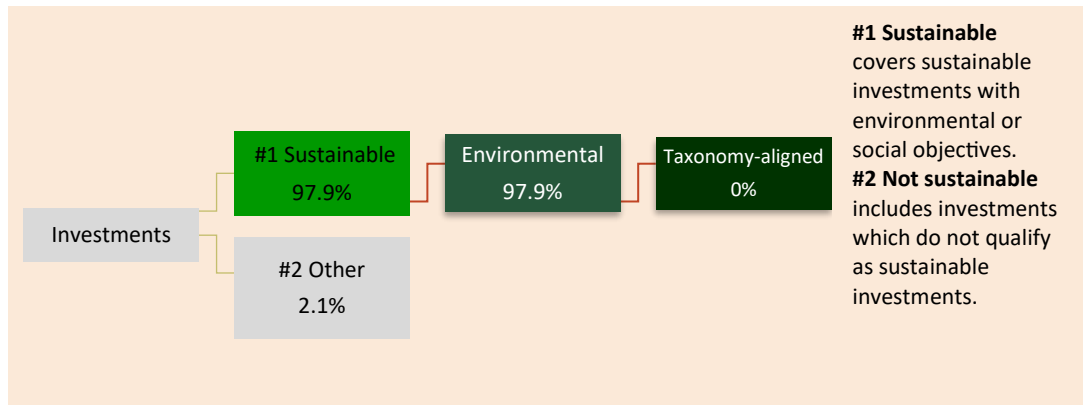 Investments
#1 Sustainable
97.9%
#2 Other
2.1%
Environmental
97.9%
Taxonomy-aligned
0%
#1 Sustainable
covers sustainable
investments with
environmental or
social objectives.
#2 Not sustainable
includes investments
which do not qualify
as sustainable
investments.